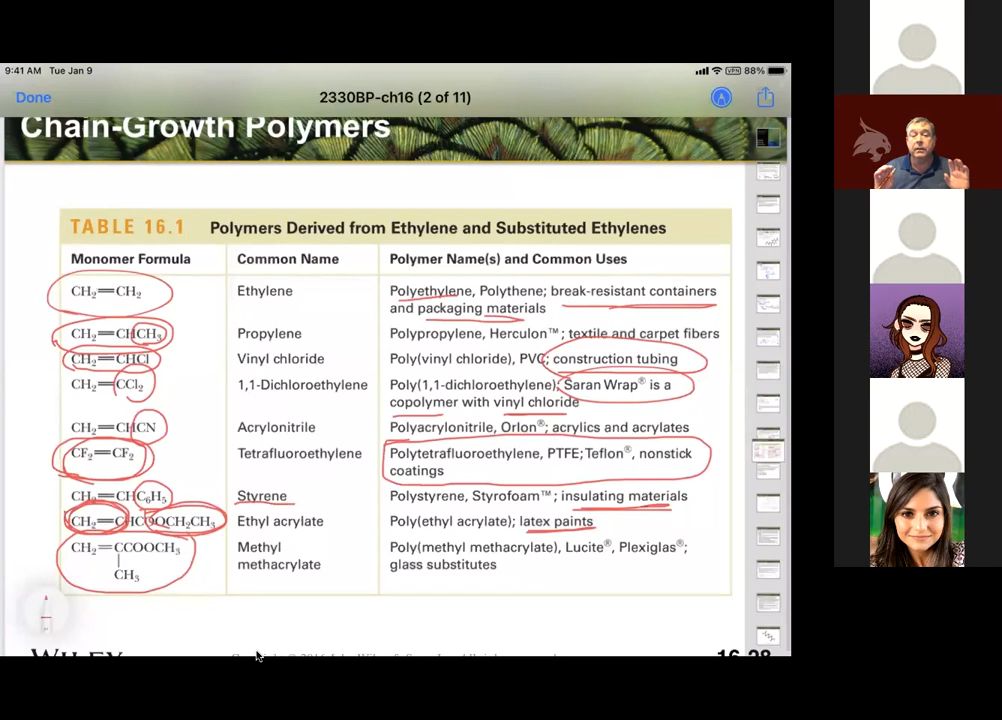 9:41 AM Tue Jan 9
VPN 88%
Done
2330BP-ch16 (2 of 11)
Chain-Growth Polymers
TABLE 16.1 Polymers Derived from Ethylene and Substituted Ethylenes
Monomer Formula Common Name Polymer Name(s) and Common Uses
CH₂=CH₂ Ethylene Polyethylene, Polythene; break-resistant containers
and packaging materials
CH₂=CHCH₃ Propylene Polypropylene, Herculon™; textile and carpet fibers
CH₂=CHCl Vinyl chloride Poly(vinyl chloride), PVC; construction tubing
CH₂=CCl₂ 1,1-Dichloroethylene Poly(1,1-dichloroethylene); Saran Wrap® is a
copolymer with vinyl chloride
CH₂=CHCN Acrylonitrile Polyacrylonitrile, Orlon®; acrylics and acrylates
CF₂=CF₂ Tetrafluoroethylene Polytetrafluoroethylene, PTFE; Teflon®, nonstick
coatings
CH₂=CHC₆H₅ Styrene Polystyrene, Styrofoam™; insulating materials
CH₂=CHCOOCH₂CH₃ Ethyl acrylate Poly(ethyl acrylate); latex paints
CH₂=CCOOCH₃ Methyl Poly(methyl methacrylate), Lucite®, Plexiglas®;
methacrylate glass substitutes
CH₃
WILEY
16-28